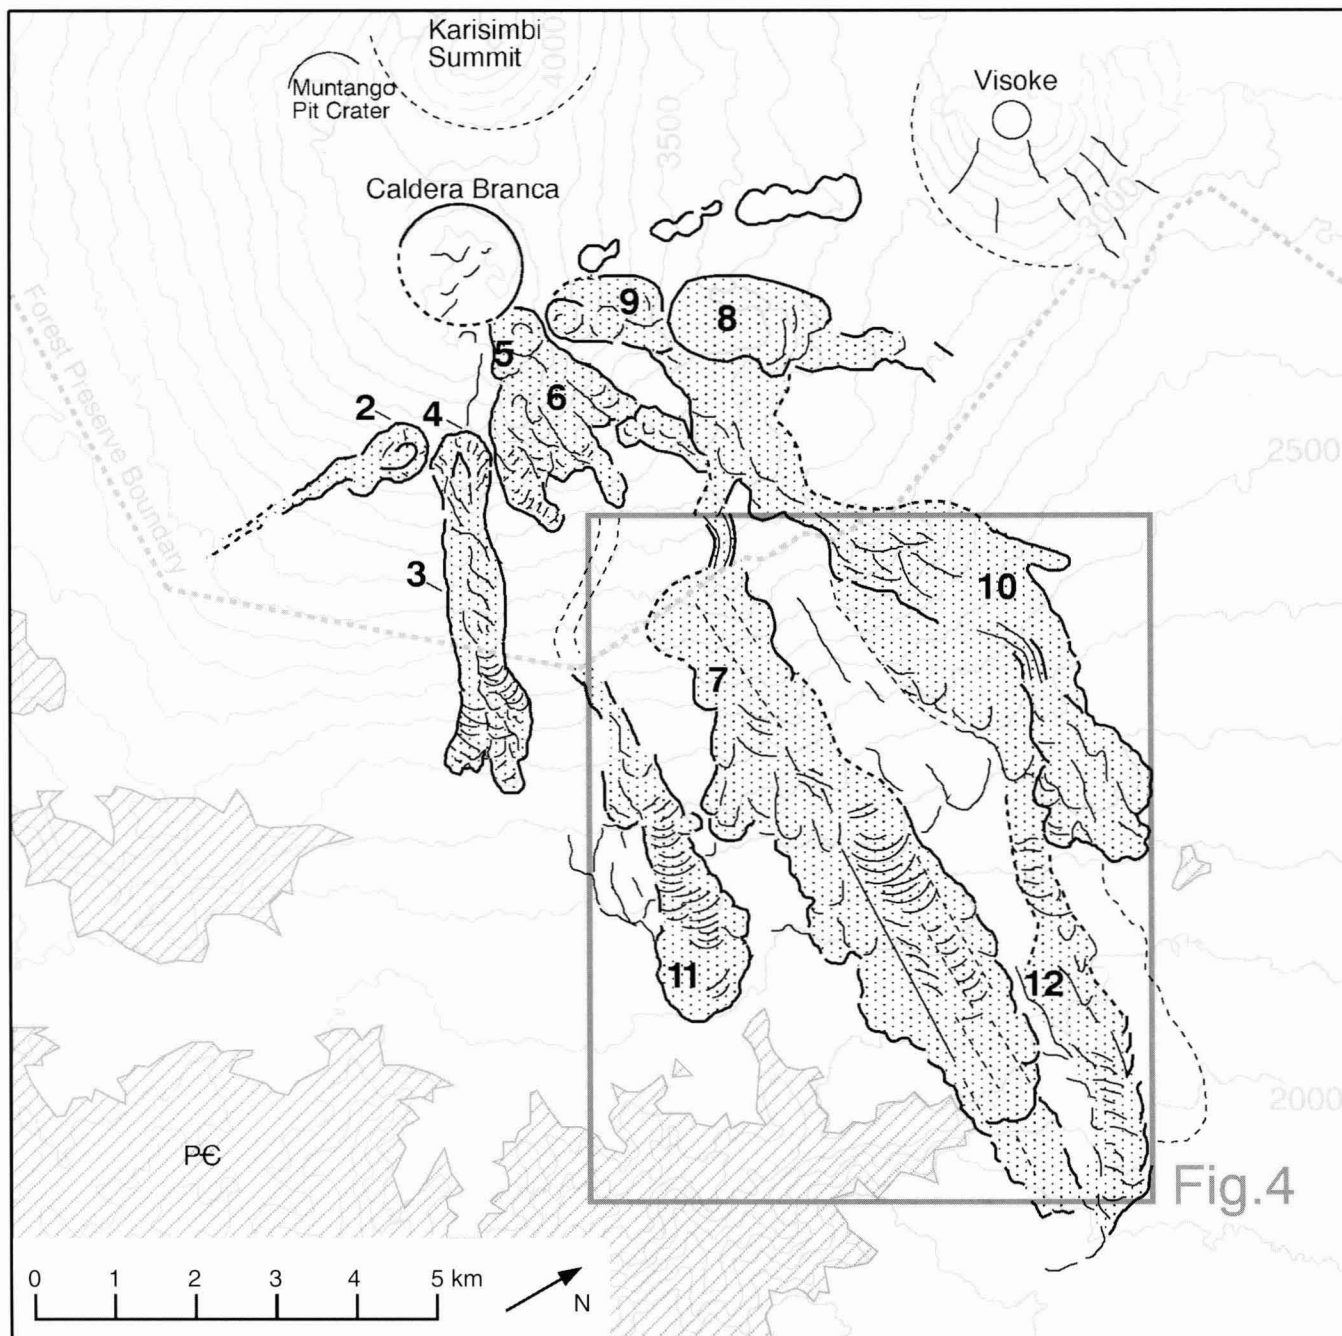 Karisimbi
Summit
4000
Muntango
Pit Crater
3500
Visoke
Caldera Branca
3000
9
8
5
6
2
4
Forest Preserve Boundary
2500
3
10
7
11
12
2000
PЄ
Fig.4
0 1 2 3 4 5 km
N